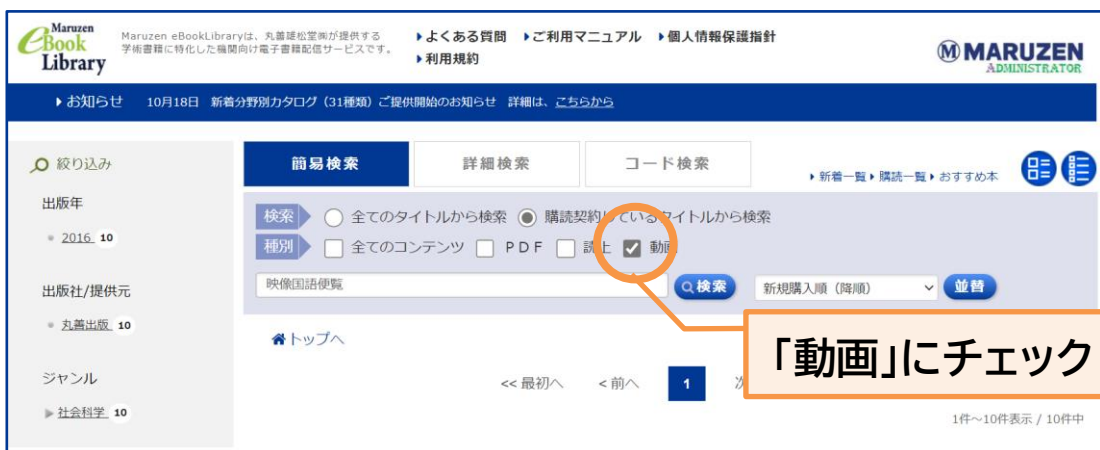 Maruzen
eBook
Library
Maruzen eBookLibraryは、丸善雄松堂㈱が提供する
学術書籍に特化した機関向け電子書籍配信サービスです。
よくある質問 ご利用マニュアル 個人情報保護指針
利用規約
MARUZEN
ADMINISTRATOR
お知らせ 10月18日 新着分野別カタログ（31種類）ご提供開始のお知らせ 詳細は、こちらから
絞り込み
簡易検索 詳細検索 コード検索
新着一覧 購読一覧 おすすめ本
出版年
2016 10
検索 全てのタイトルから検索 購読契約しているタイトルから検索
種別 全てのコンテンツ PDF 読上 動画
映像国語便覧 検索 新規購入順（降順） 並替
出版社/提供元
丸善出版 10
トップへ
「動画」にチェック
ジャンル
社会科学 10
<< 最初へ < 前へ 1
1件～10件表示 / 10件中